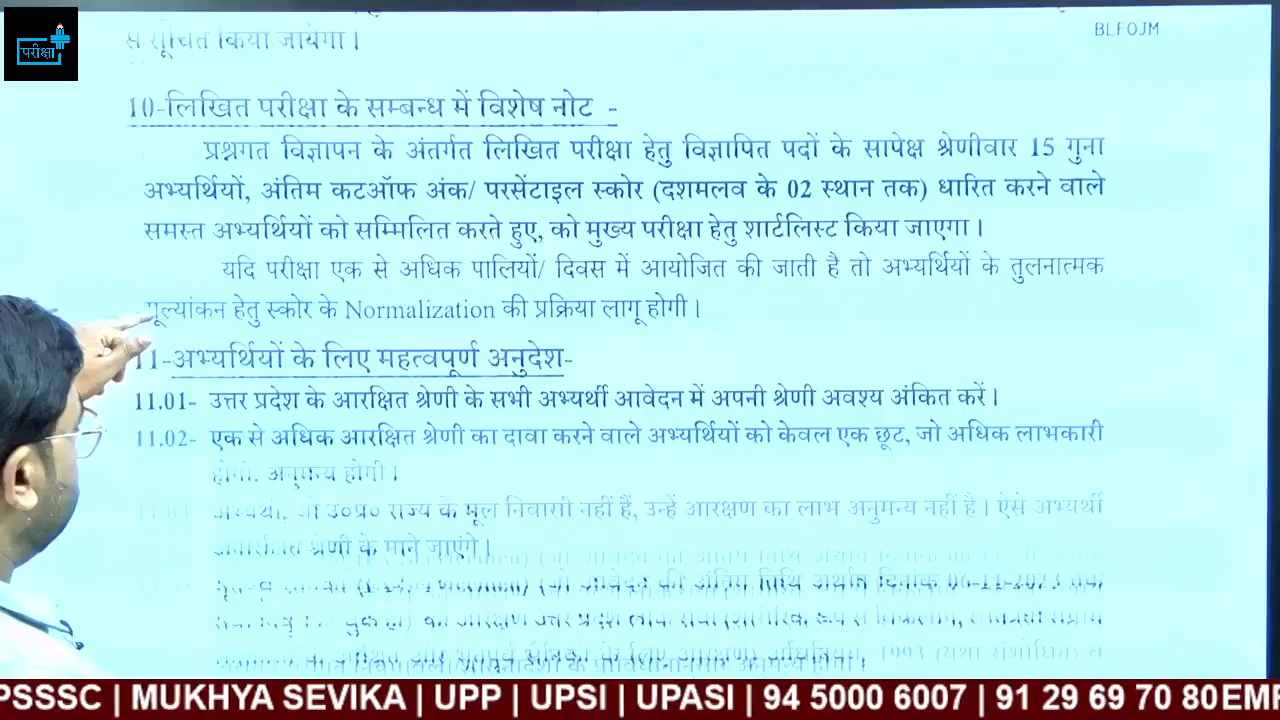 परीक्षा
से सूचित किया जायेगा।
BLFOJM
10-लिखित परीक्षा के सम्बन्ध में विशेष नोट -
प्रश्नगत विज्ञापन के अंतर्गत लिखित परीक्षा हेतु विज्ञापित पदों के सापेक्ष श्रेणीवार 15 गुना
अभ्यर्थियों, अंतिम कटऑफ अंक/ परसेंटाइल स्कोर (दशमलव के 02 स्थान तक) धारित करने वाले
समस्त अभ्यर्थियों को सम्मिलित करते हुए, को मुख्य परीक्षा हेतु शार्टलिस्ट किया जाएगा।
यदि परीक्षा एक से अधिक पालियों/ दिवस में आयोजित की जाती है तो अभ्यर्थियों के तुलनात्मक
मूल्यांकन हेतु स्कोर के Normalization की प्रक्रिया लागू होगी।
11-अभ्यर्थियों के लिए महत्वपूर्ण अनुदेश-
11.01- उत्तर प्रदेश के आरक्षित श्रेणी के सभी अभ्यर्थी आवेदन में अपनी श्रेणी अवश्य अंकित करें।
11.02- एक से अधिक आरक्षित श्रेणी का दावा करने वाले अभ्यर्थियों को केवल एक छूट, जो अधिक लाभकारी
होगी, अनुमन्य होगी।
अभ्यर्थी, जो उ०प्र० राज्य के मूल निवासी नहीं हैं, उन्हें आरक्षण का लाभ अनुमन्य नहीं है। ऐसे अभ्यर्थी
अनारक्षित श्रेणी के माने जाएंगे।
PSSSC | MUKHYA SEVIKA | UPP | UPSI | UPASI | 94 5000 6007 | 91 29 69 70 80